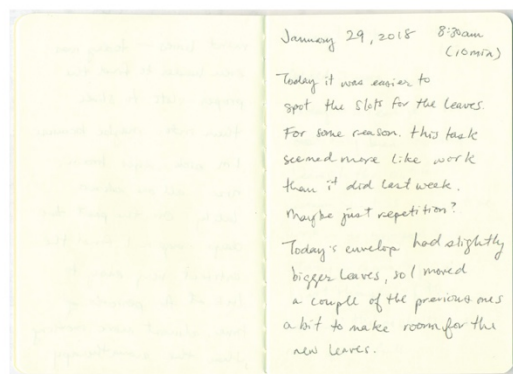 January 29, 2018 8:30am
(10min)
Today it was easier to
spot the slots for the leaves.
For some reason. this task
seemed more like work
than it did last week.
Maybe just repetition?
Today's envelop had slightly
bigger leaves, so I moved
a couple of the previous ones
a bit to make room for the
new leaves.